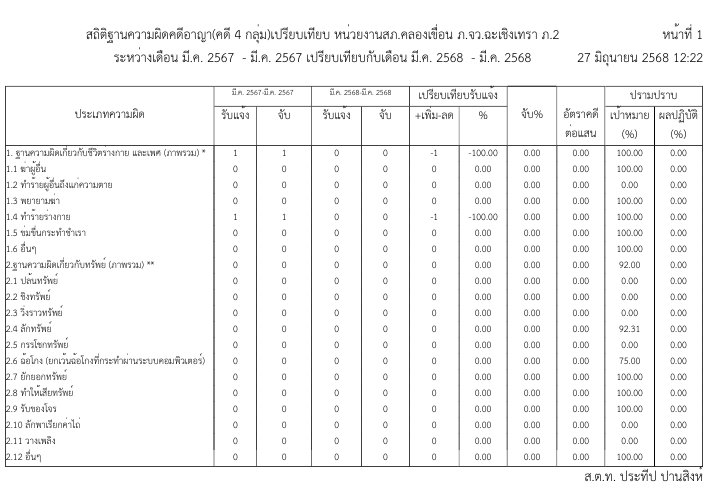 สถิติฐานความผิดคดีอาญา(คดี 4 กลุ่ม)เปรียบเทียบ หน่วยงานสภ.คลองเขื่อน ภ.จว.ฉะเชิงเทรา ภ.2 หน้าที่ 1
ระหว่างเดือน มี.ค. 2567 - มี.ค. 2567 เปรียบเทียบกับเดือน มี.ค. 2568 - มี.ค. 2568 27 มิถุนายน 2568 12:22
ประเภทความผิด มี.ค. 2567-มี.ค. 2567 มี.ค. 2568-มี.ค. 2568 เปรียบเทียบรับแจ้ง จับ% อัตราคดี ปรามปราบ
รับแจ้ง จับ รับแจ้ง จับ +เพิ่ม-ลด % ต่อแสน เป้าหมาย ผลปฏิบัติ
(%) (%)
1. ฐานความผิดเกี่ยวกับชีวิตร่างกาย และเพศ (ภาพรวม) * 1 1 0 0 -1 -100.00 0.00 0.00 100.00 0.00
1.1 ฆ่าผู้อื่น 0 0 0 0 0 0.00 0.00 0.00 100.00 0.00
1.2 ทำร้ายผู้อื่นถึงแก่ความตาย 0 0 0 0 0 0.00 0.00 0.00 0.00 0.00
1.3 พยายามฆ่า 0 0 0 0 0 0.00 0.00 0.00 100.00 0.00
1.4 ทำร้ายร่างกาย 1 1 0 0 -1 -100.00 0.00 0.00 100.00 0.00
1.5 ข่มขืนกระทำชำเรา 0 0 0 0 0 0.00 0.00 0.00 100.00 0.00
1.6 อื่นๆ 0 0 0 0 0 0.00 0.00 0.00 100.00 0.00
2.ฐานความผิดเกี่ยวกับทรัพย์ (ภาพรวม) ** 0 0 0 0 0 0.00 0.00 0.00 92.00 0.00
2.1 ปล้นทรัพย์ 0 0 0 0 0 0.00 0.00 0.00 0.00 0.00
2.2 ชิงทรัพย์ 0 0 0 0 0 0.00 0.00 0.00 0.00 0.00
2.3 วิ่งราวทรัพย์ 0 0 0 0 0 0.00 0.00 0.00 0.00 0.00
2.4 ลักทรัพย์ 0 0 0 0 0 0.00 0.00 0.00 92.31 0.00
2.5 กรรโชกทรัพย์ 0 0 0 0 0 0.00 0.00 0.00 0.00 0.00
2.6 ฉ้อโกง (ยกเว้นฉ้อโกงที่กระทำผ่านระบบคอมพิวเตอร์) 0 0 0 0 0 0.00 0.00 0.00 75.00 0.00
2.7 ยักยอกทรัพย์ 0 0 0 0 0 0.00 0.00 0.00 100.00 0.00
2.8 ทำให้เสียทรัพย์ 0 0 0 0 0 0.00 0.00 0.00 100.00 0.00
2.9 รับของโจร 0 0 0 0 0 0.00 0.00 0.00 100.00 0.00
2.10 ลักพาเรียกค่าไถ่ 0 0 0 0 0 0.00 0.00 0.00 0.00 0.00
2.11 วางเพลิง 0 0 0 0 0 0.00 0.00 0.00 0.00 0.00
2.12 อื่นๆ 0 0 0 0 0 0.00 0.00 0.00 100.00 0.00
ส.ต.ท. ประทีป ปานสิงห์